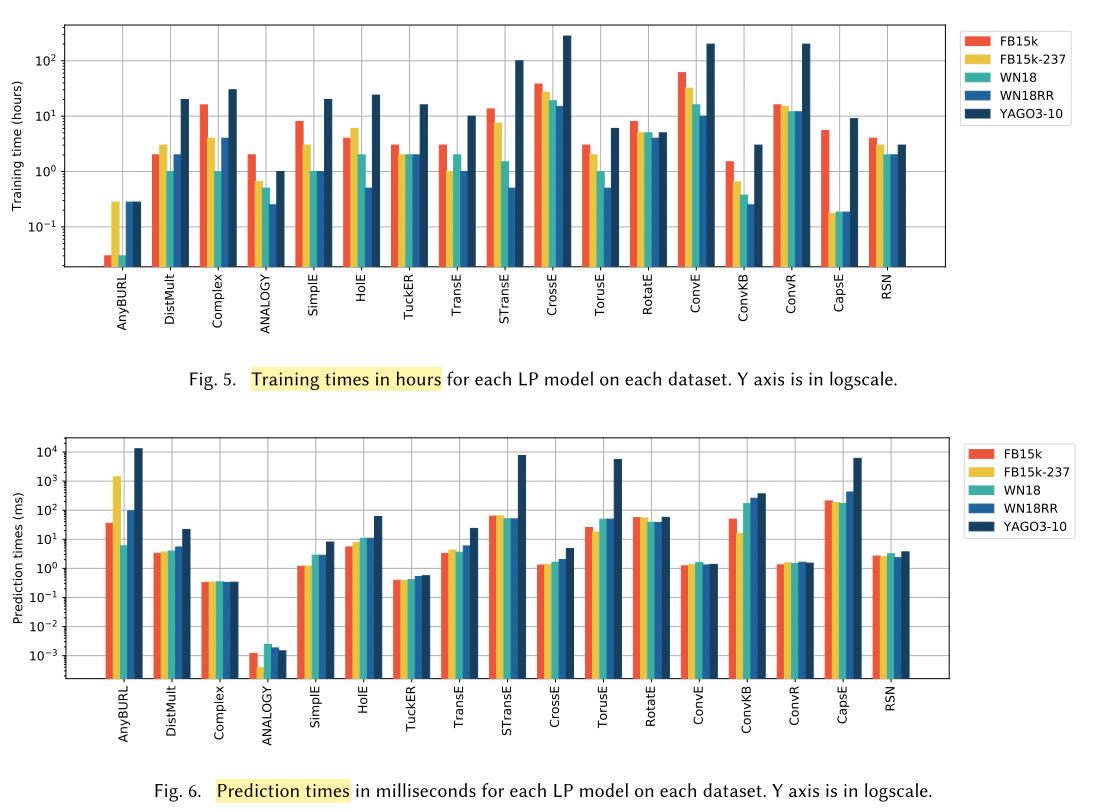 Training time (hours)
10²
10¹
10⁰
10⁻¹
AnyBURL
DistMult
Complex
ANALOGY
SimplE
HolE
TuckER
TransE
STransE
CrossE
TorusE
RotatE
ConvE
ConvKB
ConvR
CapsE
RSN
FB15k
FB15k-237
WN18
WN18RR
YAGO3-10
Fig. 5. Training times in hours for each LP model on each dataset. Y axis is in logscale.
Prediction times (ms)
10⁴
10³
10²
10¹
10⁰
10⁻¹
10⁻²
10⁻³
AnyBURL
DistMult
Complex
ANALOGY
SimplE
HolE
TuckER
TransE
STransE
CrossE
TorusE
RotatE
ConvE
ConvKB
ConvR
CapsE
RSN
FB15k
FB15k-237
WN18
WN18RR
YAGO3-10
Fig. 6. Prediction times in milliseconds for each LP model on each dataset. Y axis is in logscale.